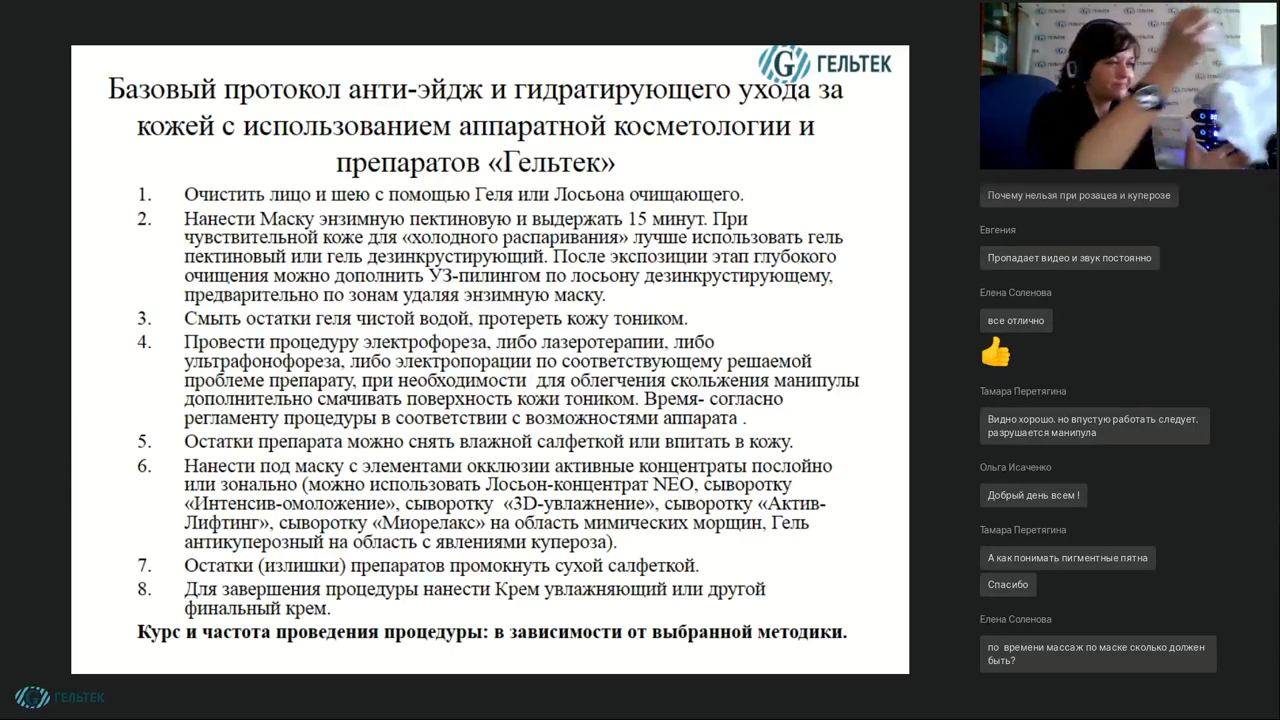 ГЕЛЬТЕК
Базовый протокол анти-эйдж и гидратирующего ухода за
кожей с использованием аппаратной косметологии и
препаратов «Гельтек»
1. Очистить лицо и шею с помощью Геля или Лосьона очищающего.
2. Нанести Маску энзимную пектиновую и выдержать 15 минут. При
чувствительной коже для «холодного распаривания» лучше использовать гель
пектиновый или гель дезинкрустирующий. После экспозиции этап глубокого
очищения можно дополнить УЗ-пилингом по лосьону дезинкрустирующему,
предварительно по зонам удаляя энзимную маску.
3. Смыть остатки геля чистой водой, протереть кожу тоником.
4. Провести процедуру электрофореза, либо лазеротерапии, либо
ультрафонофореза, либо электропорации по соответствующему решаемой
проблеме препарату, при необходимости для облегчения скольжения манипулы
дополнительно смачивать поверхность кожи тоником. Время- согласно
регламенту процедуры в соответствии с возможностями аппарата .
5. Остатки препарата можно снять влажной салфеткой или впитать в кожу.
6. Нанести под маску с элементами окклюзии активные концентраты послойно
или зонально (можно использовать Лосьон-концентрат NEO, сыворотку
«Интенсив-омоложение», сыворотку «3D-увлажнение», сыворотку «Актив-
Лифтинг», сыворотку «Миорелакс» на область мимических морщин, Гель
антикуперозный на область с явлениями купероза).
7. Остатки (излишки) препаратов промокнуть сухой салфеткой.
8. Для завершения процедуры нанести Крем увлажняющий или другой
финальный крем.
Курс и частота проведения процедуры: в зависимости от выбранной методики.
ГЕЛЬТЕК
Почему нельзя при розацеа и куперозе
Евгения
Пропадает видео и звук постоянно
Елена Соленова
все отлично
Тамара Перетягина
Видно хорошо. но впустую работать следует.
разрушается манипула
Ольга Исаченко
Добрый день всем !
Тамара Перетягина
А как понимать пигментные пятна
Спасибо
Елена Соленова
по времени массаж по маске сколько должен
быть?